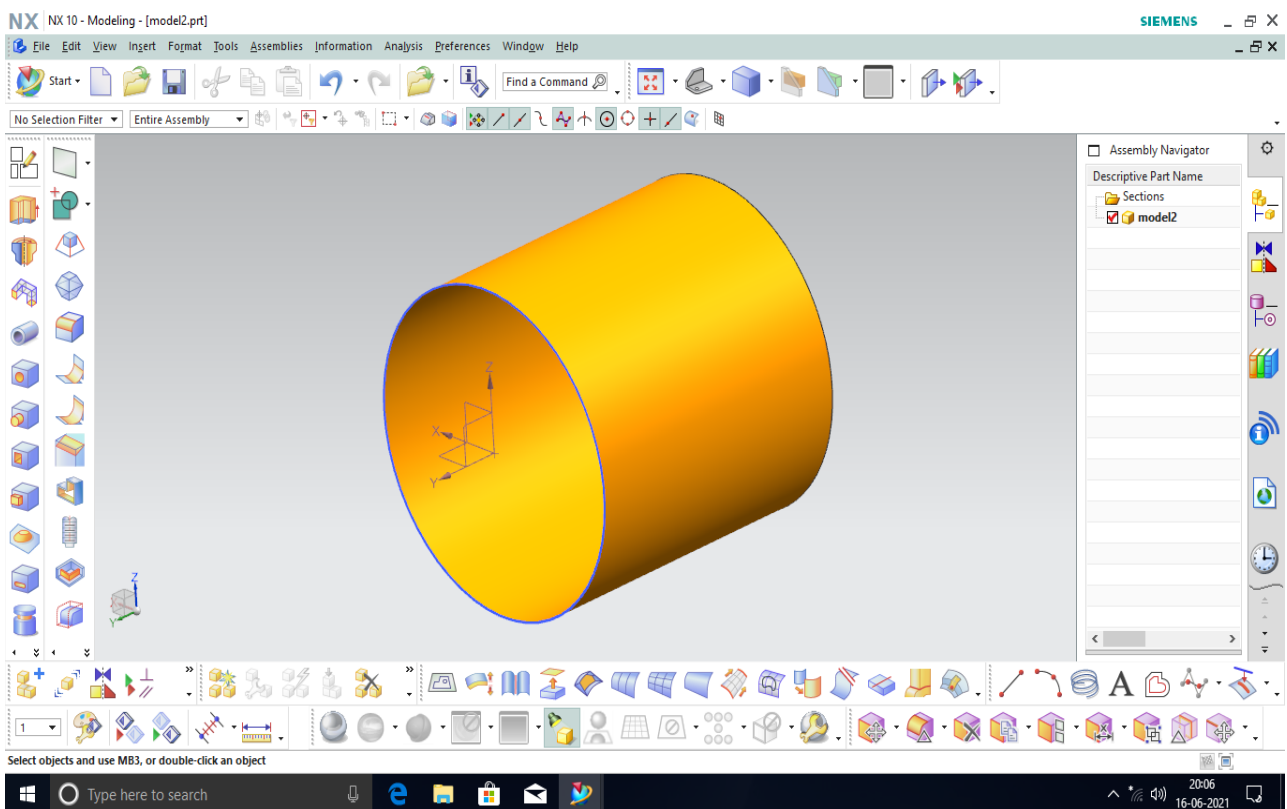 NX NX 10 - Modeling - [model2.prt] SIEMENS
File Edit View Insert Format Tools Assemblies Information Analysis Preferences Window Help
Start Find a Command
No Selection Filter Entire Assembly
Assembly Navigator
Descriptive Part Name
Sections
model2
Z
X
Y
Z
Y
A
1
Select objects and use MB3, or double-click an object
Type here to search
20:06
16-06-2021